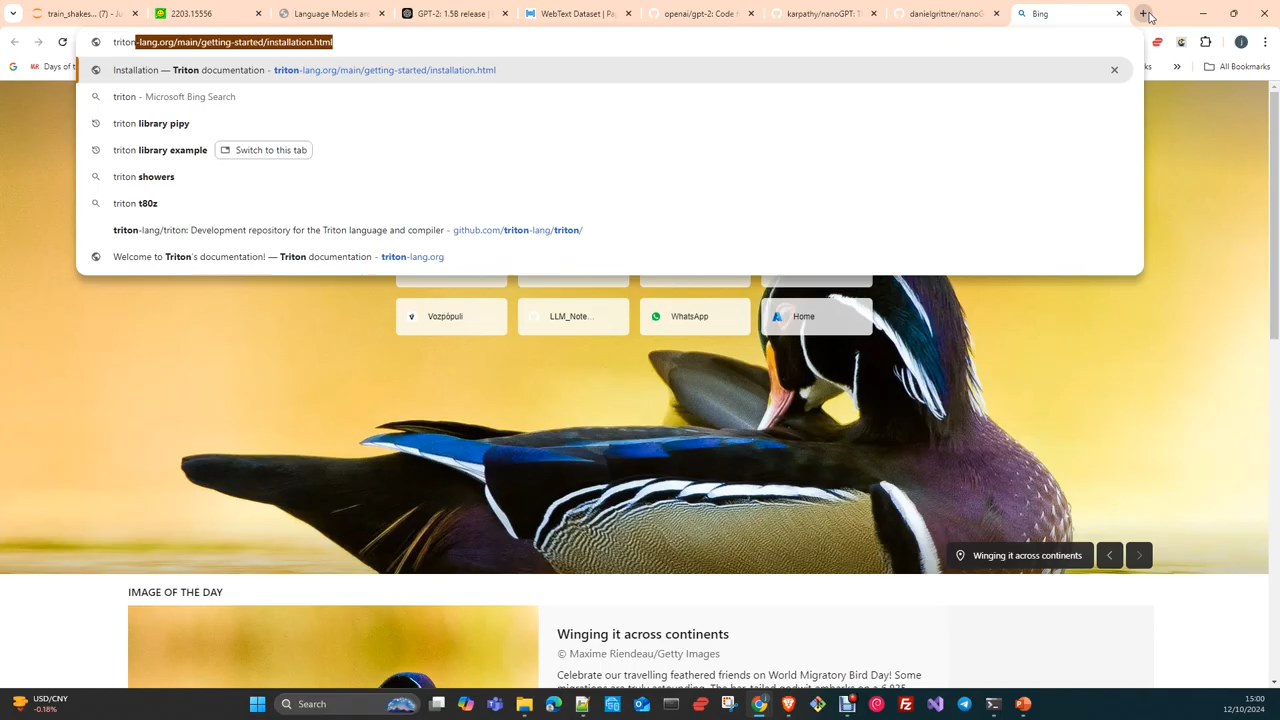 train_shakes... (7) -
2203.15556
Language Models are
GPT-2: 1.5B release |
WebText Dataset | Pa
openai/gpt-2: Code f
karpathy/nanoGPT: Th
danielgrittner/nanoG
Bing
triton-lang.org/main/getting-started/installation.html
Days of t
ks
All Bookmarks
Installation — Triton documentation - triton-lang.org/main/getting-started/installation.html
triton - Microsoft Bing Search
triton library pipy
triton library example Switch to this tab
triton showers
triton t80z
triton-lang/triton: Development repository for the Triton language and compiler - github.com/triton-lang/triton/
Welcome to Triton's documentation! — Triton documentation - triton-lang.org
Vozpópuli
LLM_Note...
WhatsApp
Home
Winging it across continents
IMAGE OF THE DAY
Winging it across continents
© Maxime Riendeau/Getty Images
Celebrate our travelling feathered friends on World Migratory Bird Day! Some
USD/CNY
-0.18%
Search
15:00
12/10/2024